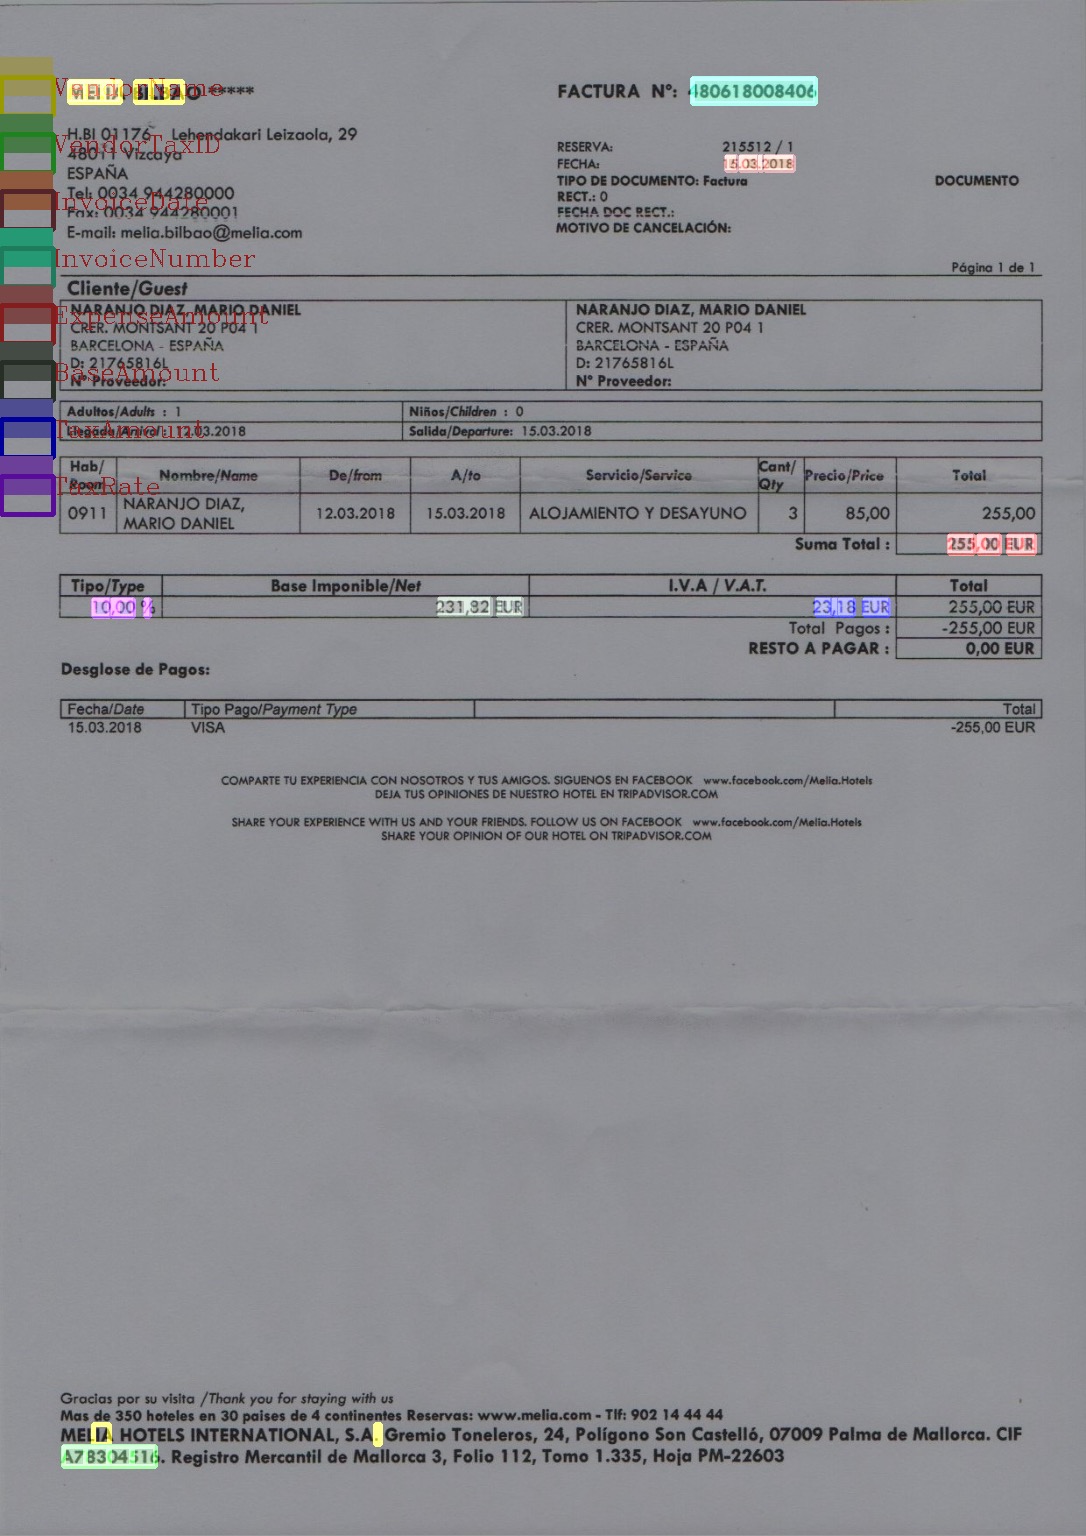 MELIA BILBAO *****
FACTURA Nº: 480618008406
VendorName
H.BI 01176 Lehendakari Leizaola, 29
VendorTaxID
48011 Vizcaya
ESPAÑA
Tel: 0034 944280000
InvoiceDate
Fax: 0034 944280001
E-mail: melia.bilbao@melia.com
RESERVA: 215512 / 1
FECHA: 15.03.2018
TIPO DE DOCUMENTO: Factura DOCUMENTO
RECT.: 0
FECHA DOC RECT.:
MOTIVO DE CANCELACIÓN:
InvoiceNumber
Página 1 de 1
Cliente/Guest
NARANJO DIAZ, MARIO DANIEL
ExpenseAmount
CRER. MONTSANT 20 P04 1
BARCELONA - ESPAÑA
D: 21765816L
BaseAmount
Nº Proveedor:
NARANJO DIAZ, MARIO DANIEL
CRER. MONTSANT 20 P04 1
BARCELONA - ESPAÑA
D: 21765816L
Nº Proveedor:
Adultos/Adults : 1 Niños/Children : 0
TaxAmount
Llegada/Arrival: 12.03.2018 Salida/Departure: 15.03.2018
Hab/Room Nombre/Name De/from A/to Servicio/Service Cant/Qty Precio/Price Total
TaxRate
0911 NARANJO DIAZ, MARIO DANIEL 12.03.2018 15.03.2018 ALOJAMIENTO Y DESAYUNO 3 85,00 255,00
Suma Total : 255,00 EUR
Tipo/Type Base Imponible/Net I.V.A / V.A.T. Total
10,00 % 231,82 EUR 23,18 EUR 255,00 EUR
Total Pagos : -255,00 EUR
RESTO A PAGAR : 0,00 EUR
Desglose de Pagos:
Fecha/Date Tipo Pago/Payment Type Total
15.03.2018 VISA -255,00 EUR
COMPARTE TU EXPERIENCIA CON NOSOTROS Y TUS AMIGOS. SIGUENOS EN FACEBOOK www.facebook.com/Melia.Hotels
DEJA TUS OPINIONES DE NUESTRO HOTEL EN TRIPADVISOR.COM
SHARE YOUR EXPERIENCE WITH US AND YOUR FRIENDS. FOLLOW US ON FACEBOOK www.facebook.com/Melia.Hotels
SHARE YOUR OPINION OF OUR HOTEL ON TRIPADVISOR.COM
Gracias por su visita /Thank you for staying with us
Mas de 350 hoteles en 30 paises de 4 continentes Reservas: www.melia.com - Tlf: 902 14 44 44
MELIA HOTELS INTERNATIONAL, S.A. Gremio Toneleros, 24, Polígono Son Castelló, 07009 Palma de Mallorca. CIF
A78304516. Registro Mercantil de Mallorca 3, Folio 112, Tomo 1.335, Hoja PM-22603